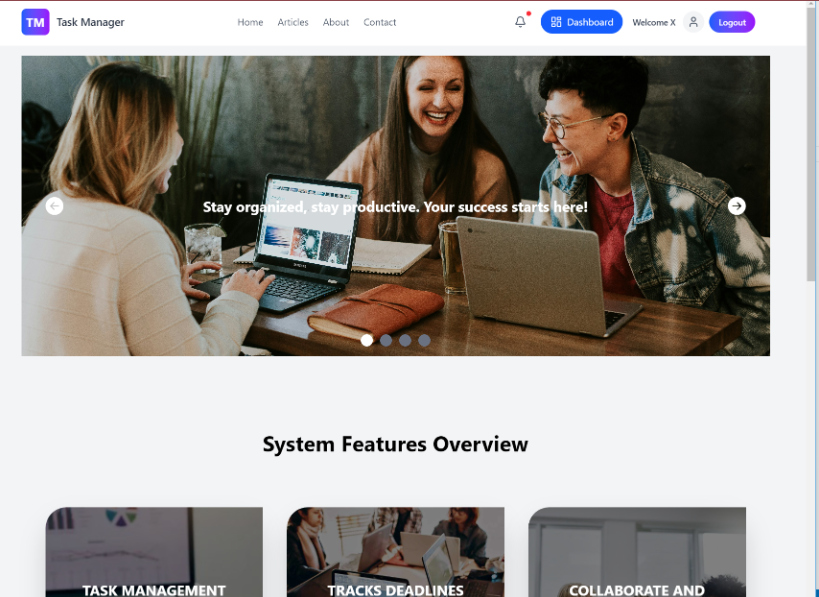 TM Task Manager Home Articles About Contact Dashboard Welcome X Logout
Stay organized, stay productive. Your success starts here!
System Features Overview
TASK MANAGEMENT TRACKS DEADLINES COLLABORATE AND